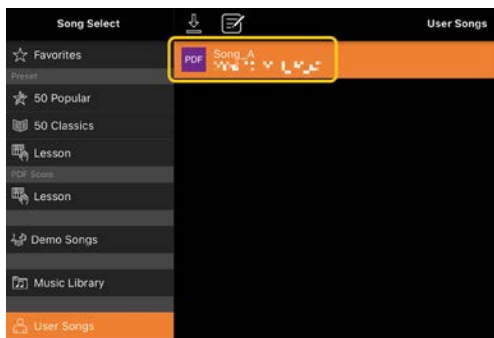 Song Select
User Songs
Favorites
PDF Song_A
Preset
50 Popular
50 Classics
Lesson
PDF Score
Lesson
Demo Songs
Music Library
User Songs